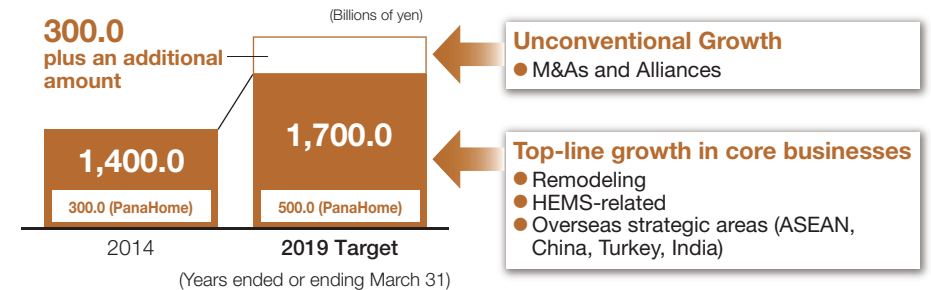 (Billions of yen)
300.0
plus an additional
amount
1,400.0
300.0 (PanaHome)
2014
1,700.0
500.0 (PanaHome)
2019 Target
(Years ended or ending March 31)
Unconventional Growth
● M&As and Alliances
Top-line growth in core businesses
● Remodeling
● HEMS-related
● Overseas strategic areas (ASEAN,
China, Turkey, India)